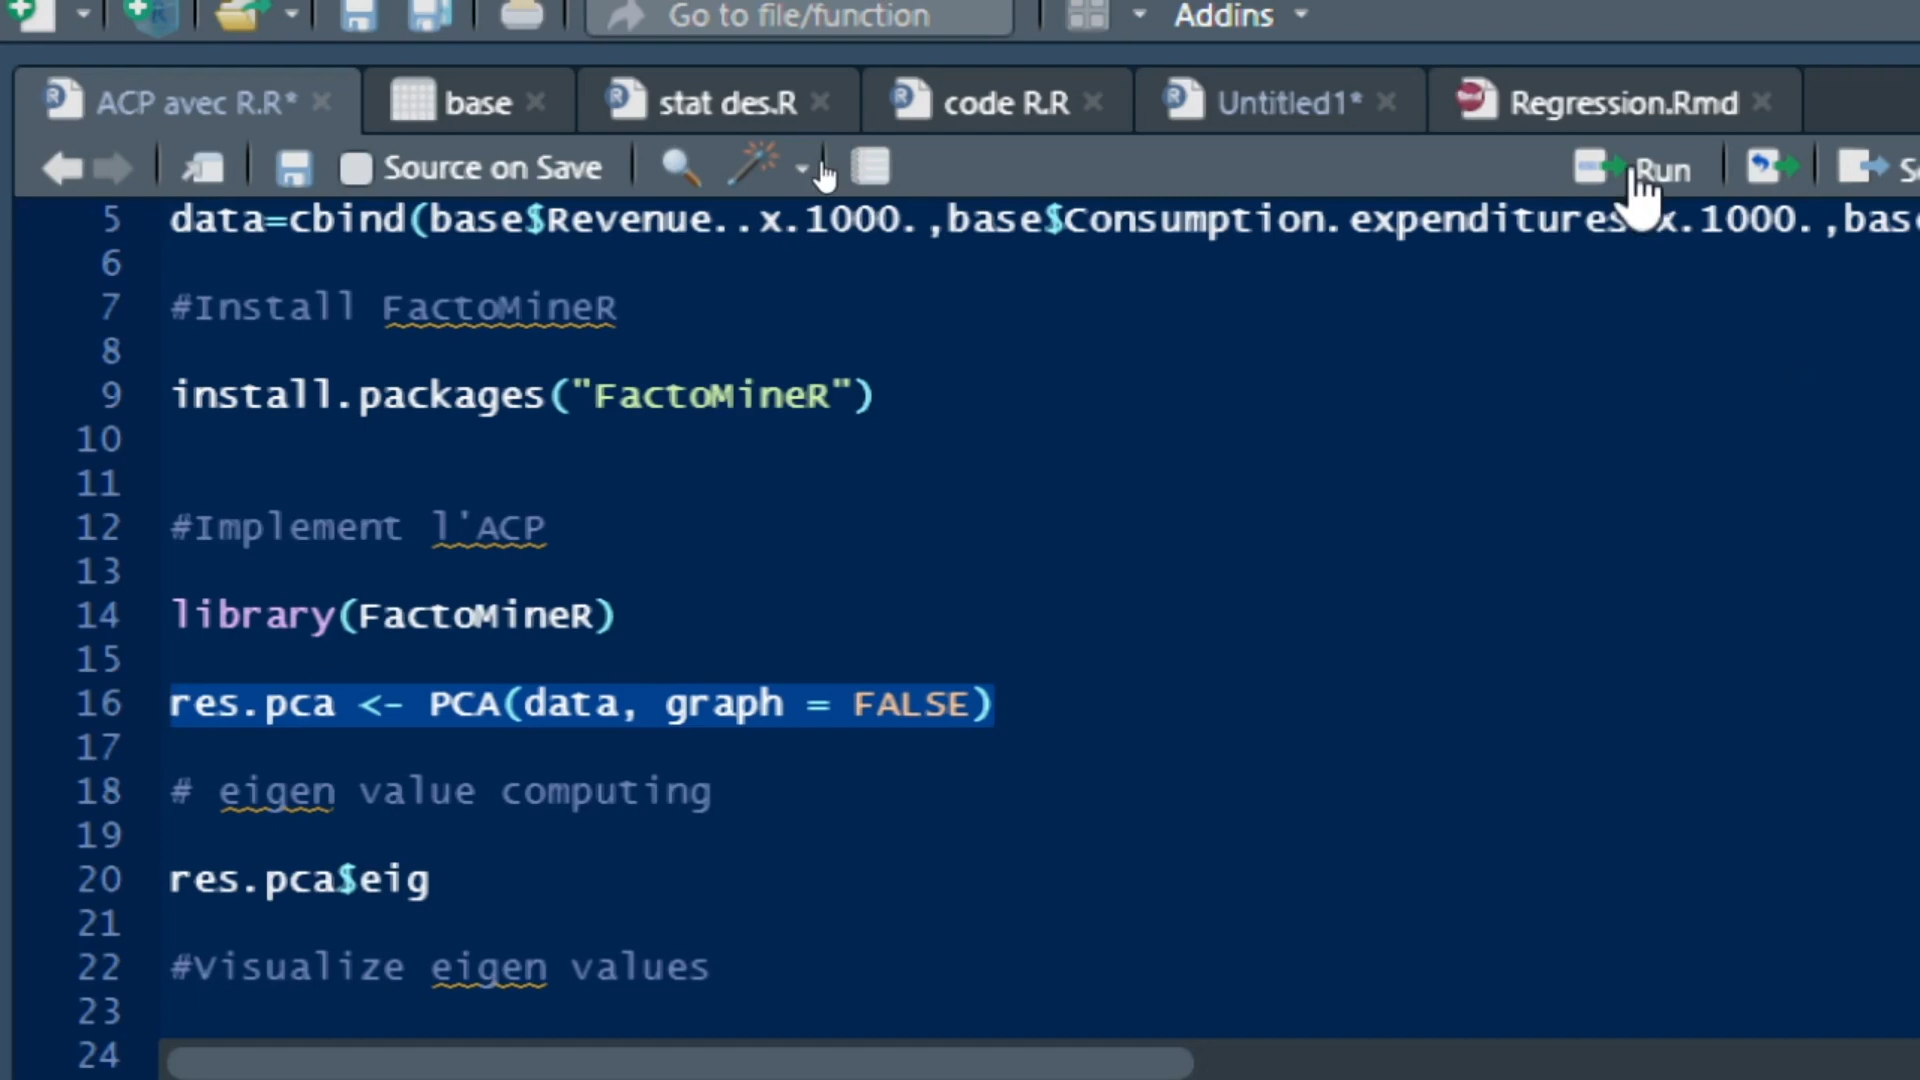 Go to file/function Addins
ACP avec R.R* base stat des.R code R.R Untitled1* Regression.Rmd
Source on Save Run
5 data=cbind(base$Revenue..x.1000.,base$Consumption.expenditures x.1000.,bas
6
7 #Install FactoMineR
8
9 install.packages("FactoMineR")
10
11
12 #Implement l'ACP
13
14 library(FactoMineR)
15
16 res.pca <- PCA(data, graph = FALSE)
17
18 # eigen value computing
19
20 res.pca$eig
21
22 #Visualize eigen values
23
24